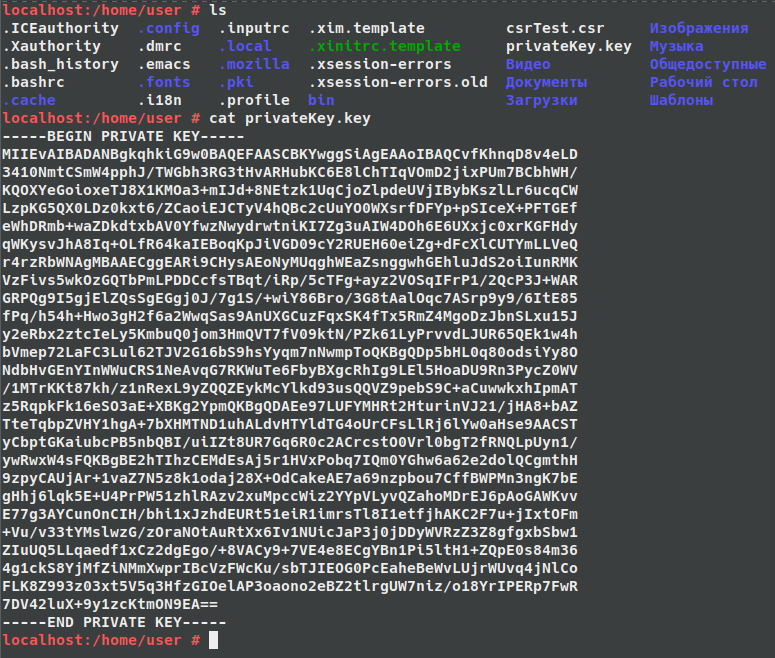 localhost:/home/user # ls
.ICEauthority .config .inputrc .xim.template csrTest.csr Изображения
.Xauthority .dmrc .local .xinitrc.template privateKey.key Музыка
.bash_history .emacs .mozilla .xsession-errors Видео Общедоступные
.bashrc .fonts .pki .xsession-errors.old Документы Рабочий стол
.cache .i18n .profile bin Загрузки Шаблоны
localhost:/home/user # cat privateKey.key
-----BEGIN PRIVATE KEY-----
MIIEvAIBADANBgkqhkiG9w0BAQEFAASCBKYwggSiAgEAAoIBAQCvfKhnqD8v4eLD
3410NmtCSmW4pphJ/TWGbh3RG3tHvARHubKC6E8lChTIqVOmD2jixPUm7BCbhWH/
KQOXYeGoioxeTJ8X1KMOa3+mIJd+8NEtzk1UqCjoZlpdeUVjIBybKszlLr6ucqCW
LzpKG5QX0LDz0kxt6/ZCaoiEJCTyV4hQBc2cUuYO0WXsrfDFYp+pSIceX+PFTGEf
eWhDRmb+waZDkdtxbAV0YfwzNwydrwtniKI7Zg3uAIW4DOh6E6UXxjc0xrKGFHdy
qWKysvJhA8Iq+OLfR64kaIEBoqKpJiVGD09cY2RUEH60eiZg+dFcXlCUTYmLLVeQ
r4rzRbWNAgMBAAECggEARi9CHysAEoNyMUqghWEaZsnggwhGEhluJdS2oiIunRMK
VzFivs5wkOzGQTbPmLPDDCcfsTBqt/iRp/5cTFg+ayz2VOSqIFrP1/2QcP3J+WAR
GRPQg9I5gjElZQsSgEGgj0J/7g1S/+wiY86Bro/3G8tAalOqc7ASrp9y9/6ItE85
fPq/h54h+Hwo3gH2f6a2WwqSas9AnUXGCuzFqxSK4fTx5RmZ4MgoDzJbnSLxu15J
y2eRbx2ztcIeLy5KmbuQ0jom3HmQVT7fV09ktN/PZk61LyPrvvdLJUR65QEk1w4h
bVmep72LaFC3Lul62TJV2G16bS9hsYyqm7nNwmpToQKBgQDp5bHL0q80odsiYy8O
NdbHvGEnYInWWuCRS1NeAvqG7RKWuTe6FbyBXgcRhIg9LEl5HoaDU9Rn3PycZ0WV
/1MTrKKt87kh/z1nRexL9yZQQZEykMcYlkd93usQQVZ9pebS9C+aCuwwkxhIpmAT
z5RqpkFk16eSO3aE+XBKg2YpmQKBgQDAEe97LUFYMHRt2HturinVJ21/jHA8+bAZ
TteTqbpZVHY1hgA+7bXHMTND1uhALdvHTYldTG4oUrCFsLlRj6lYw0aHse9AACST
yCbptGKaiubcPB5nbQBI/uiIZt8UR7Gq6R0c2ACrcstO0Vrl0bgT2fRNQLpUyn1/
ywRwxW4sFQKBgBE2hTIhzCEMdEsAj5r1HVxPobq7IQm0YGhw6a62e2dolQCgmthH
9zpyCAUjAr+1vaZ7N5z8k1odaj28X+OdCakeAE7a69nzpbou7CffBWPMn3ngK7bE
gHhj6lqk5E+U4PrPW51zhlRAzv2xuMpccWiz2YYpVLyvQZahoMDrEJ6pAoGAWKvv
E77g3AYCunOnCIH/bhi1xJzhdEURt51eiR1imrsTl8I1etfjhAKC2F7u+jIxtOFm
+Vu/v33tYMslwzG/zOraNOtAuRtXx6Iv1NUicJaP3j0jDDyWVRzZ3Z8gfgxbSbw1
ZIuUQ5LLqaedf1xCz2dgEgo/+8VACy9+7VE4e8ECgYBn1Pi5ltH1+ZQpE0s84m36
4g1ckS8YjMfZiNMmXwprIBcVzFWcKu/sbTJIEOG0PcEaheBeWvLUjrWUvq4jNlCo
FLK8Z993z03xt5V5q3HfzGIOelAP3oaono2eBZ2tlrgUW7niz/o18YrIPERp7FwR
7DV42luX+9y1zcKtmON9EA==
-----END PRIVATE KEY-----
localhost:/home/user #